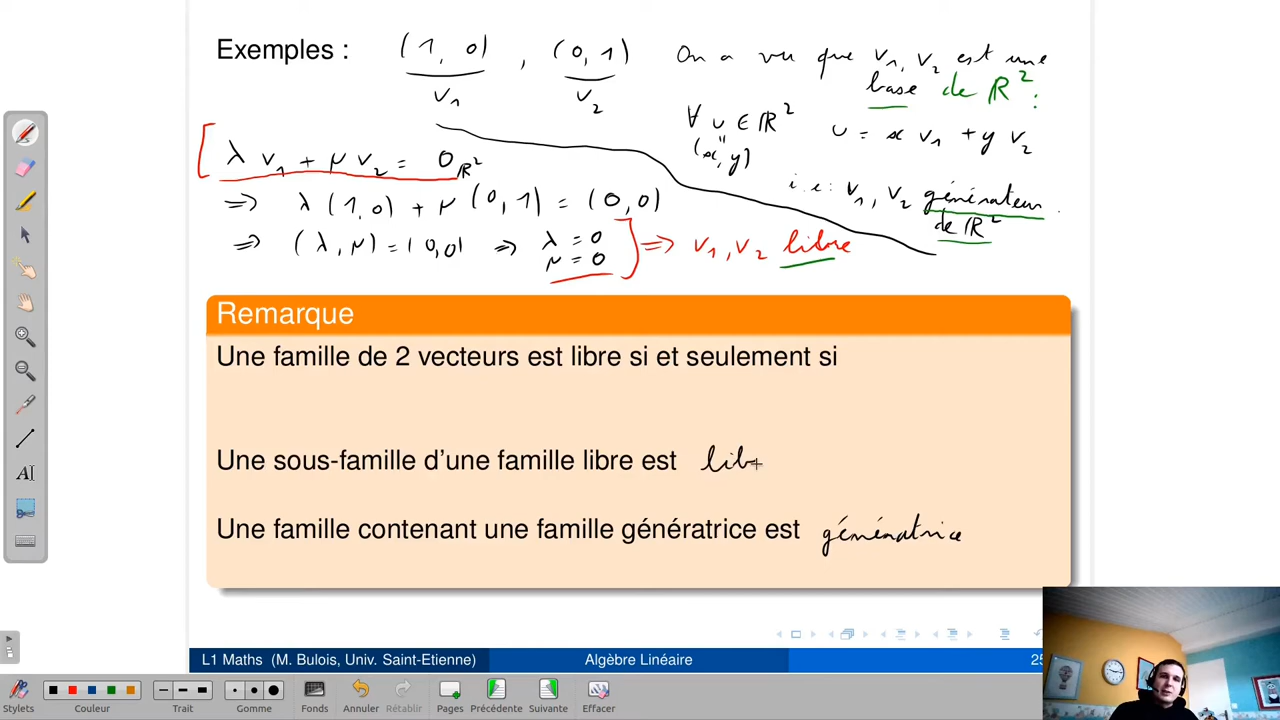 Exemples : (1, 0) , (0, 1) On a vu que v1, v2 est une
v1 v2 base de ℝ² :
∀ u ∈ ℝ² u = x v1 + y v2
(x, y)
λ v1 + μ v2 = 0ℝ²
i.e : v1, v2 générateur
⇒ λ (1, 0) + μ (0, 1) = (0, 0)
de ℝ²
⇒ (λ, μ) = (0, 0) ⇒ λ = 0
μ = 0
⇒ v1, v2 libre
Remarque
Une famille de 2 vecteurs est libre si et seulement si
Une sous-famille d'une famille libre est lib
Une famille contenant une famille génératrice est génératrice
L1 Maths (M. Bulois, Univ. Saint-Etienne) Algèbre Linéaire 25
Stylets Couleur Trait Gomme Fonds Annuler Rétablir Pages Précédente Suivante Effacer